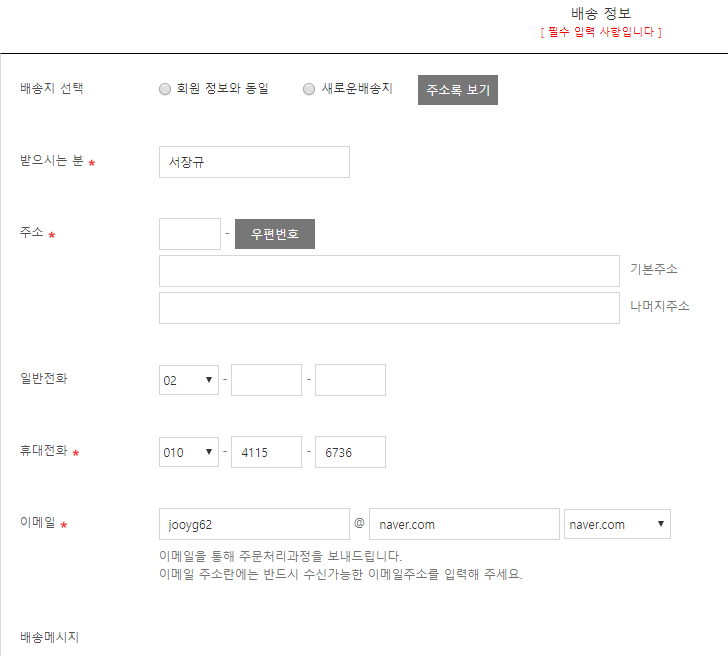 배송 정보
[ 필수 입력 사항입니다 ]
배송지 선택 회원 정보와 동일 새로운배송지 주소록 보기
받으시는 분 * 서장규
주소 * - 우편번호
기본주소
나머지주소
일반전화 02 - -
휴대전화 * 010 - 4115 - 6736
이메일 * jooyg62 @ naver.com naver.com
이메일을 통해 주문처리과정을 보내드립니다.
이메일 주소란에는 반드시 수신가능한 이메일주소를 입력해 주세요.
배송메시지